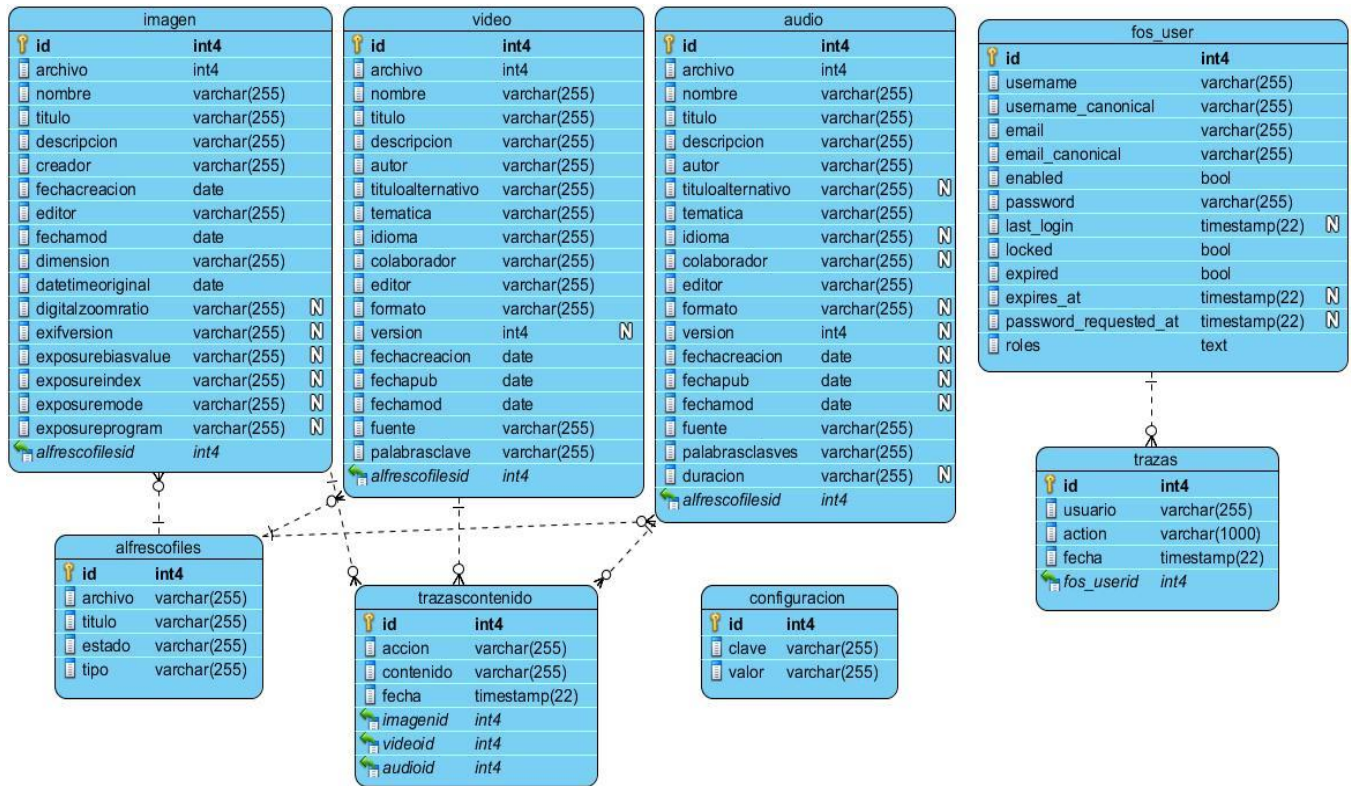 imagen
id int4
archivo int4
nombre varchar(255)
titulo varchar(255)
descripcion varchar(255)
creador varchar(255)
fechacreacion date
editor varchar(255)
fechamod date
dimension varchar(255)
datetimeoriginal date
digitalzoomratio varchar(255) N
exifversion varchar(255) N
exposurebiasvalue varchar(255) N
exposureindex varchar(255) N
exposuremode varchar(255) N
exposureprogram varchar(255) N
alfrescofilesid int4
video
id int4
archivo int4
nombre varchar(255)
titulo varchar(255)
descripcion varchar(255)
autor varchar(255)
tituloalternativo varchar(255)
tematica varchar(255)
idioma varchar(255)
colaborador varchar(255)
editor varchar(255)
formato varchar(255)
version int4 N
fechacreacion date
fechapub date
fechamod date
fuente varchar(255)
palabrasclave varchar(255)
alfrescofilesid int4
audio
id int4
archivo int4
nombre varchar(255)
titulo varchar(255)
descripcion varchar(255)
autor varchar(255)
tituloalternativo varchar(255) N
tematica varchar(255)
idioma varchar(255) N
colaborador varchar(255) N
editor varchar(255)
formato varchar(255) N
version int4 N
fechacreacion date N
fechapub date N
fechamod date N
fuente varchar(255)
palabrasclasves varchar(255)
duracion varchar(255) N
alfrescofilesid int4
fos_user
id int4
username varchar(255)
username_canonical varchar(255)
email varchar(255)
email_canonical varchar(255)
enabled bool
password varchar(255)
last_login timestamp(22) N
locked bool
expired bool
expires_at timestamp(22) N
password_requested_at timestamp(22) N
roles text
trazas
id int4
usuario varchar(255)
action varchar(1000)
fecha timestamp(22)
fos_userid int4
alfrescofiles
id int4
archivo varchar(255)
titulo varchar(255)
estado varchar(255)
tipo varchar(255)
trazascontenido
id int4
accion varchar(255)
contenido varchar(255)
fecha timestamp(22)
imagenid int4
videoid int4
audioid int4
configuracion
id int4
clave varchar(255)
valor varchar(255)